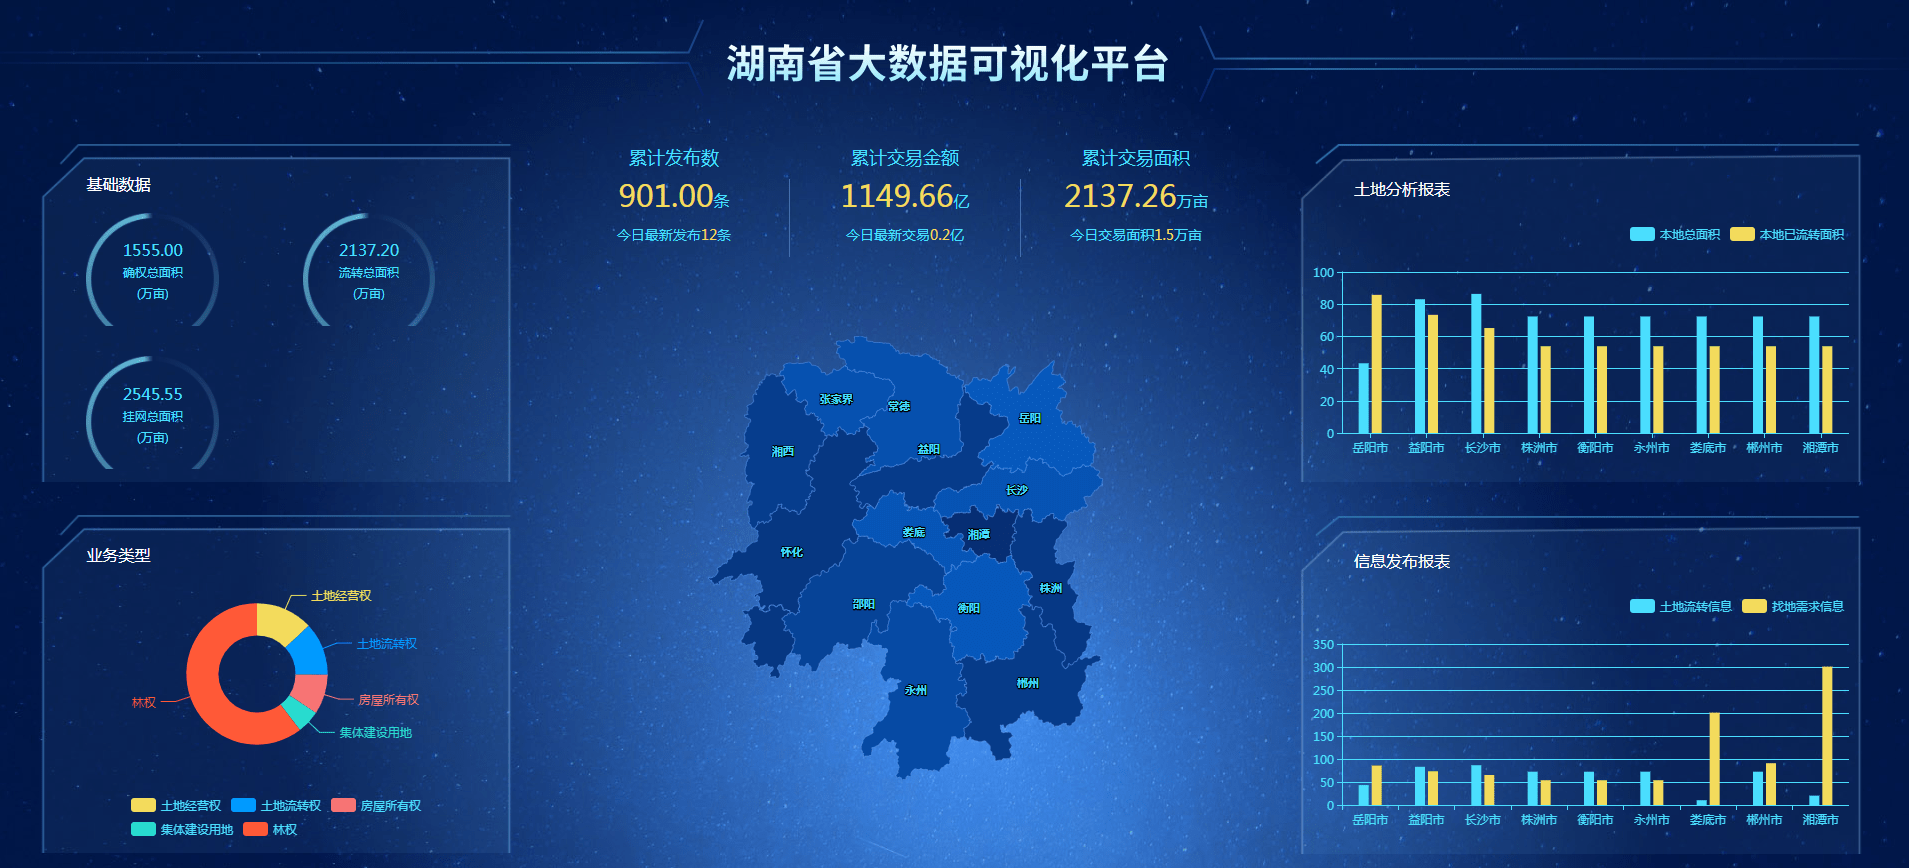 湖南省大数据可视化平台
基础数据
1555.00
确权总面积
(万亩)
2137.20
流转总面积
(万亩)
2545.55
挂网总面积
(万亩)
业务类型
土地经营权
土地流转权
房屋所有权
集体建设用地
林权
土地经营权 土地流转权 房屋所有权
集体建设用地 林权
累计发布数
901.00条
今日最新发布12条
累计交易金额
1149.66亿
今日最新交易0.2亿
累计交易面积
2137.26万亩
今日交易面积1.5万亩
张家界
常德
岳阳
湘西
益阳
长沙
娄底
湘潭
怀化
株洲
邵阳
衡阳
永州
郴州
土地分析报表
本地总面积 本地已流转面积
100
80
60
40
20
0
岳阳市 益阳市 长沙市 株洲市 衡阳市 永州市 娄底市 郴州市 湘潭市
信息发布报表
土地流转信息 找地需求信息
350
300
250
200
150
100
50
0
岳阳市 益阳市 长沙市 株洲市 衡阳市 永州市 娄底市 郴州市 湘潭市